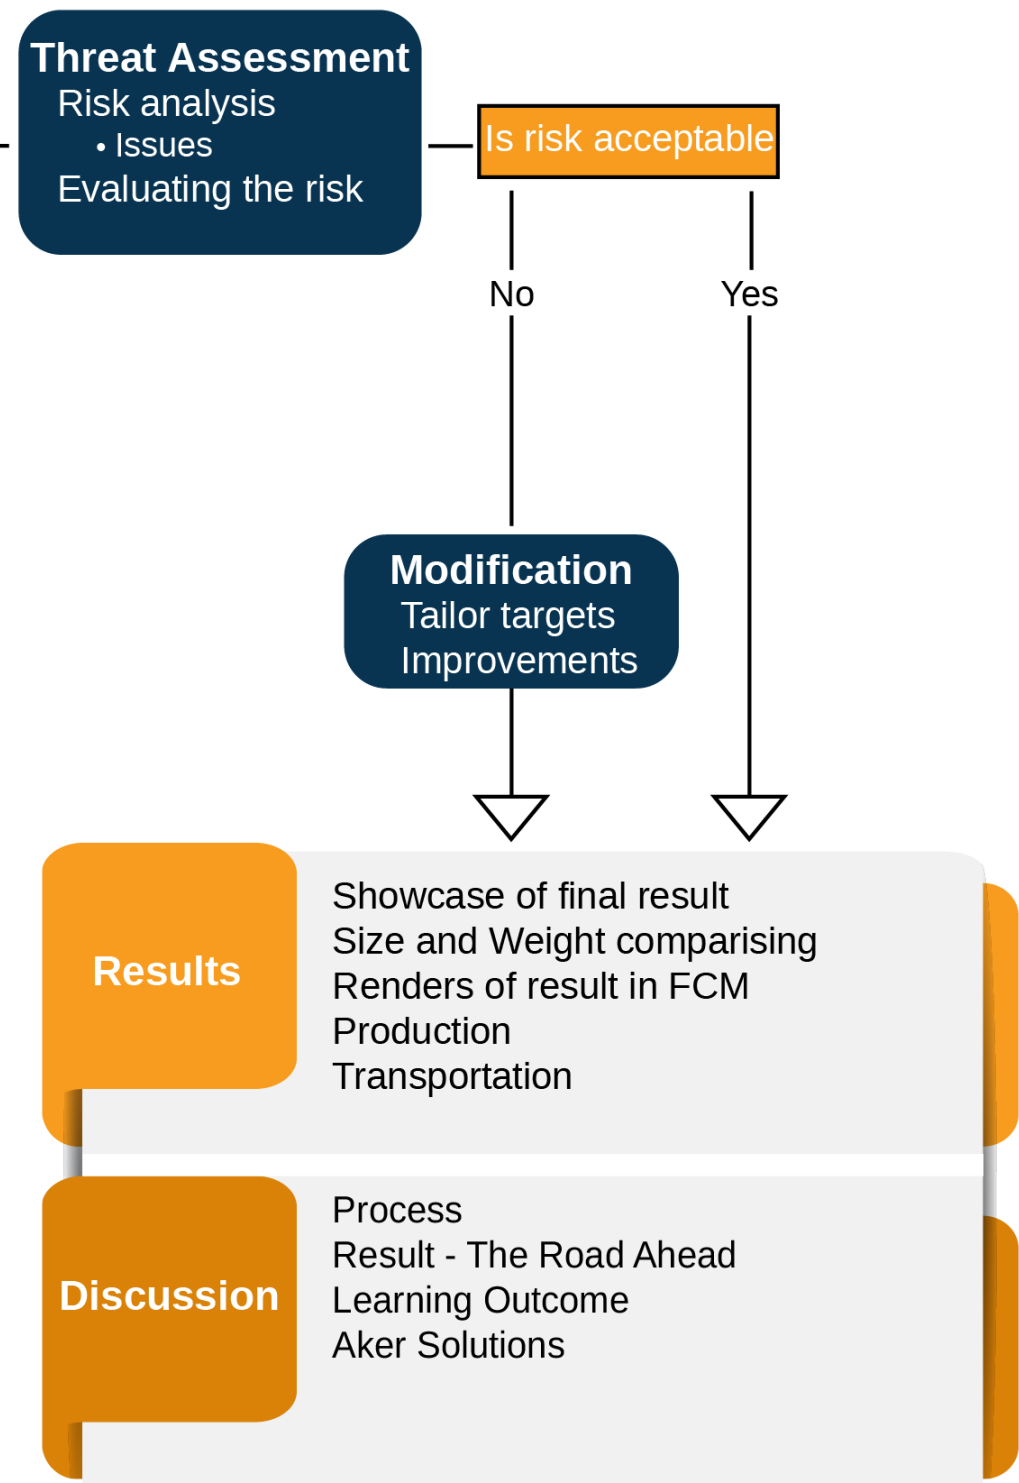 Threat Assessment
Risk analysis
• Issues
Evaluating the risk
Is risk acceptable
No
Yes
Modification
Tailor targets
Improvements
Results
Showcase of final result
Size and Weight comparising
Renders of result in FCM
Production
Transportation
Discussion
Process
Result - The Road Ahead
Learning Outcome
Aker Solutions